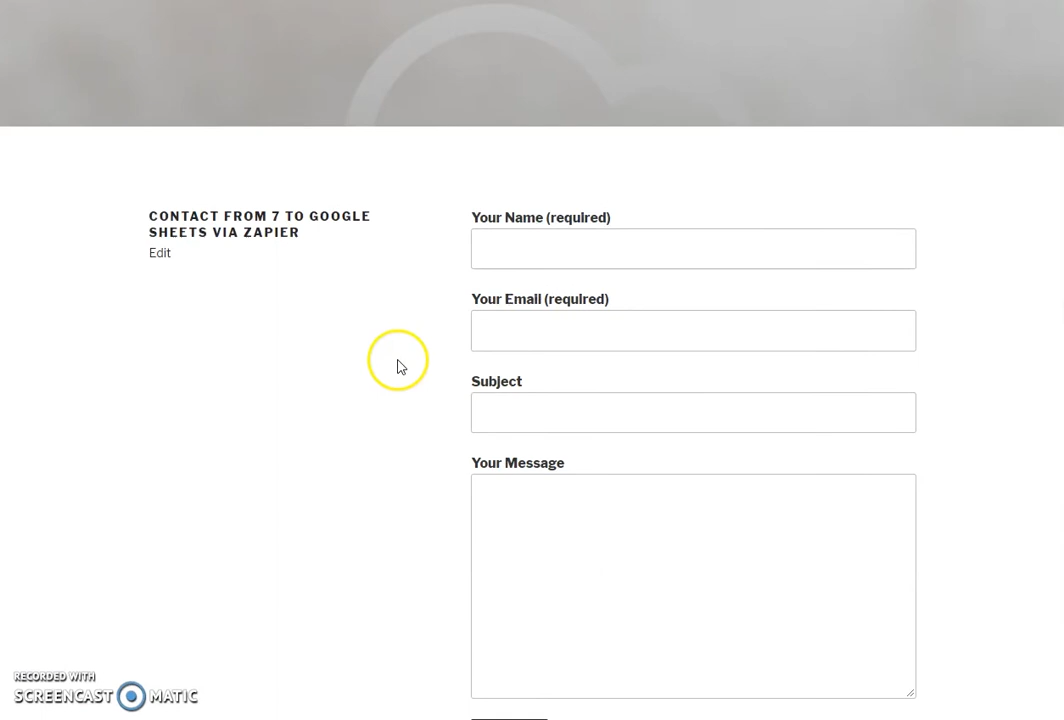 CONTACT FROM 7 TO GOOGLE
SHEETS VIA ZAPIER
Edit
Your Name (required)
Your Email (required)
Subject
Your Message
RECORDED WITH
SCREENCAST MATIC